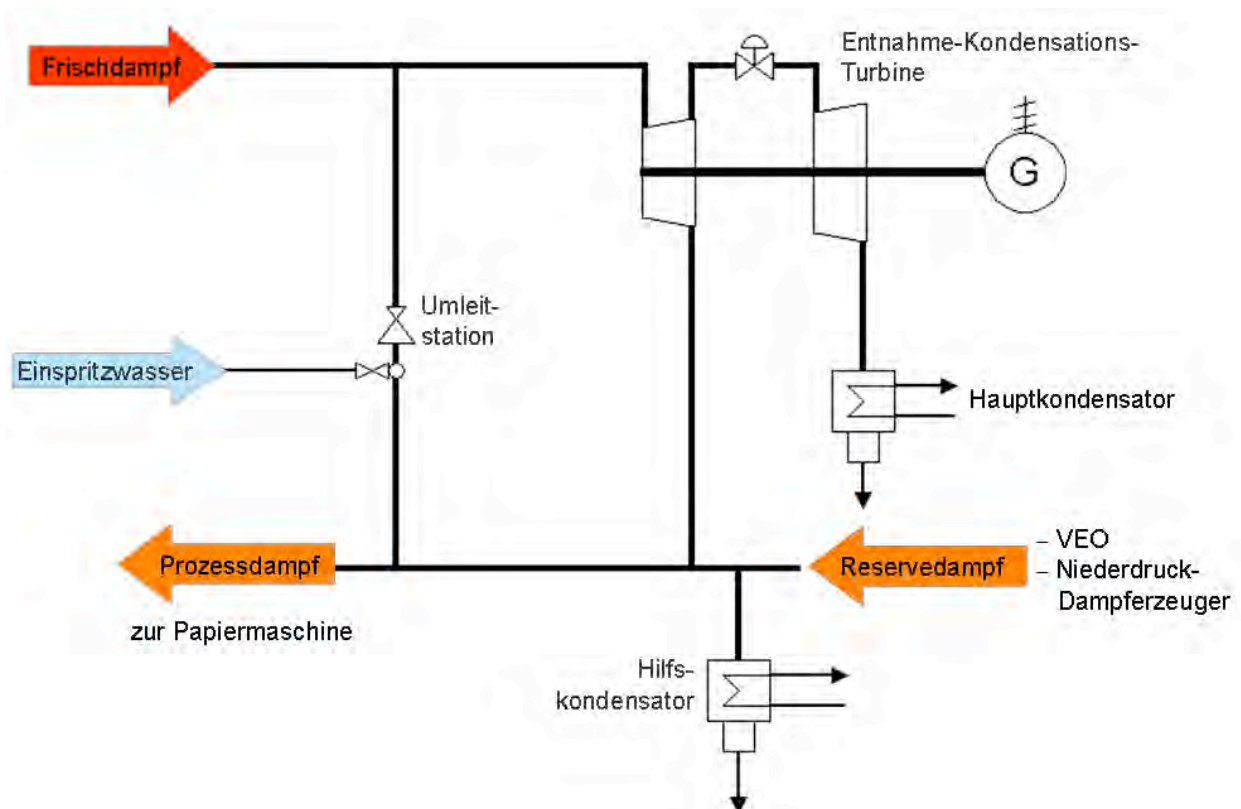 Frischdampf
Entnahme-Kondensations-
Turbine
G
Umleit-
station
Einspritzwasser
Hauptkondensator
Prozessdampf
Reservedampf
– VEO
– Niederdruck-
Dampferzeuger
zur Papiermaschine
Hilfs-
kondensator